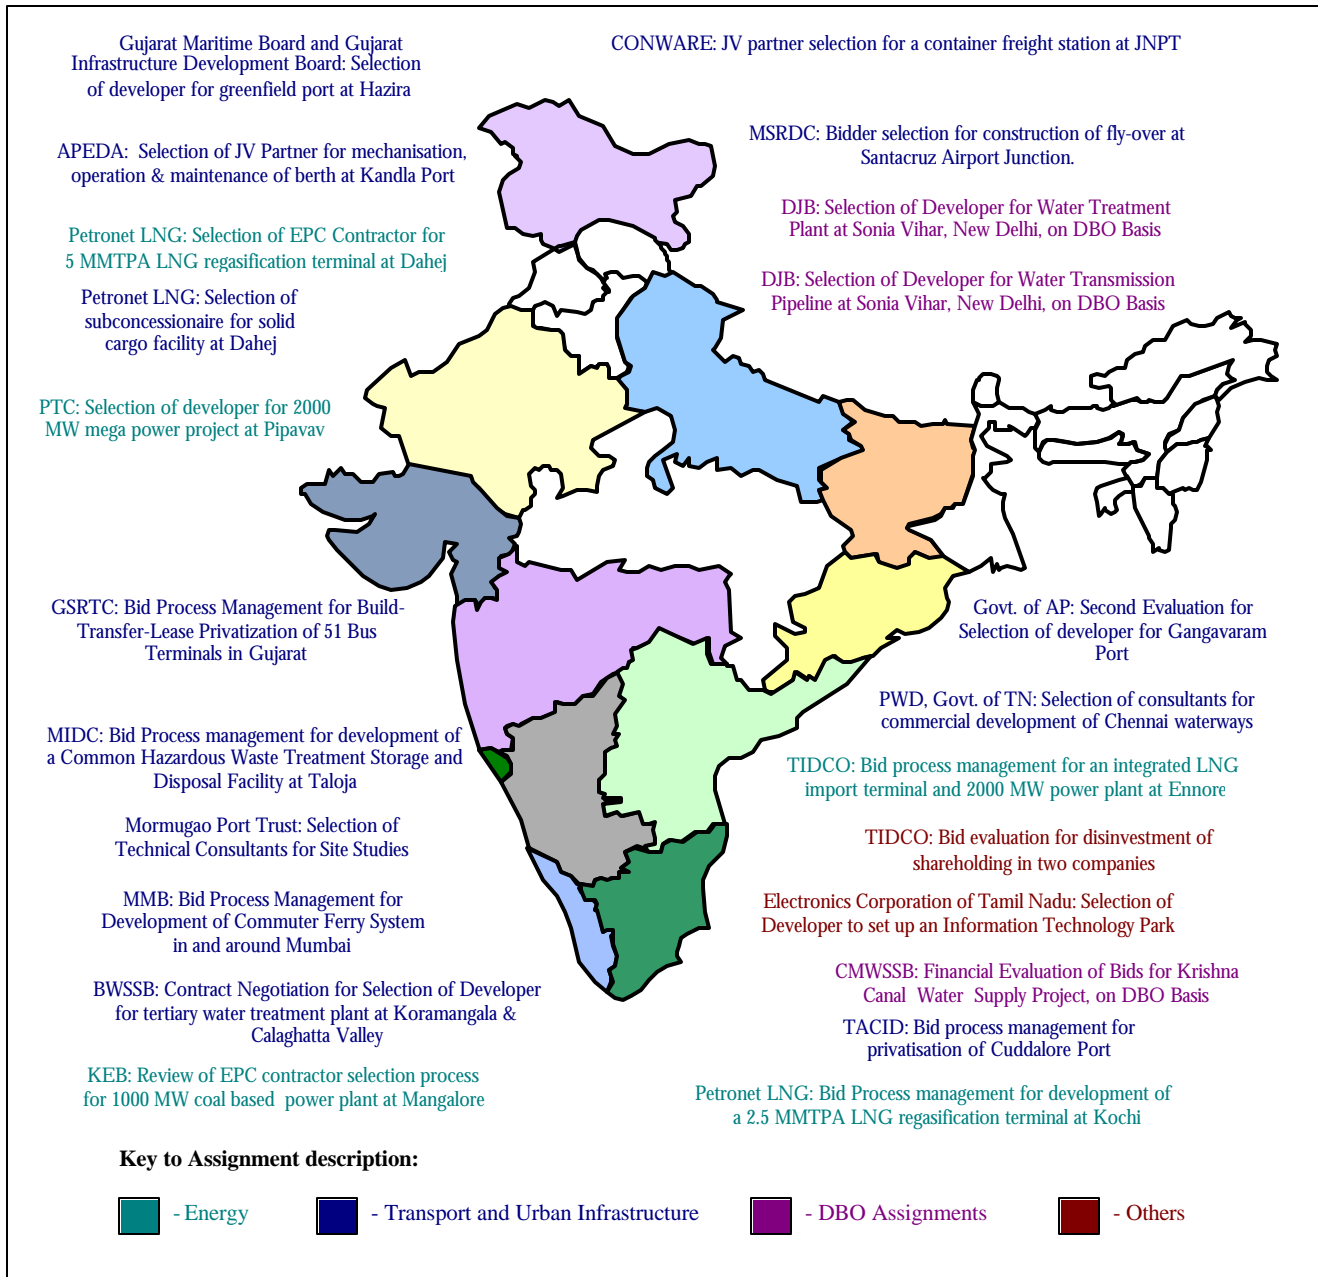 Gujarat Maritime Board and Gujarat
Infrastructure Development Board: Selection
of developer for greenfield port at Hazira
CONWARE: JV partner selection for a container freight station at JNPT
APEDA: Selection of JV Partner for mechanisation,
operation & maintenance of berth at Kandla Port
MSRDC: Bidder selection for construction of fly-over at
Santacruz Airport Junction.
Petronet LNG: Selection of EPC Contractor for
5 MMTPA LNG regasification terminal at Dahej
DJB: Selection of Developer for Water Treatment
Plant at Sonia Vihar, New Delhi, on DBO Basis
Petronet LNG: Selection of
subconcessionaire for solid
cargo facility at Dahej
DJB: Selection of Developer for Water Transmission
Pipeline at Sonia Vihar, New Delhi, on DBO Basis
PTC: Selection of developer for 2000
MW mega power project at Pipavav
GSRTC: Bid Process Management for Build-
Transfer-Lease Privatization of 51 Bus
Terminals in Gujarat
Govt. of AP: Second Evaluation for
Selection of developer for Gangavaram
Port
PWD, Govt. of TN: Selection of consultants for
commercial development of Chennai waterways
MIDC: Bid Process management for development of
a Common Hazardous Waste Treatment Storage and
Disposal Facility at Taloja
TIDCO: Bid process management for an integrated LNG
import terminal and 2000 MW power plant at Ennore
Mormugao Port Trust: Selection of
Technical Consultants for Site Studies
TIDCO: Bid evaluation for disinvestment of
shareholding in two companies
MMB: Bid Process Management for
Development of Commuter Ferry System
in and around Mumbai
Electronics Corporation of Tamil Nadu: Selection of
Developer to set up an Information Technology Park
BWSSB: Contract Negotiation for Selection of Developer
for tertiary water treatment plant at Koramangala &
Calaghatta Valley
CMWSSB: Financial Evaluation of Bids for Krishna
Canal Water Supply Project, on DBO Basis
TACID: Bid process management for
privatisation of Cuddalore Port
KEB: Review of EPC contractor selection process
for 1000 MW coal based power plant at Mangalore
Petronet LNG: Bid Process management for development of
a 2.5 MMTPA LNG regasification terminal at Kochi
Key to Assignment description:
- Energy
- Transport and Urban Infrastructure
- DBO Assignments
- Others